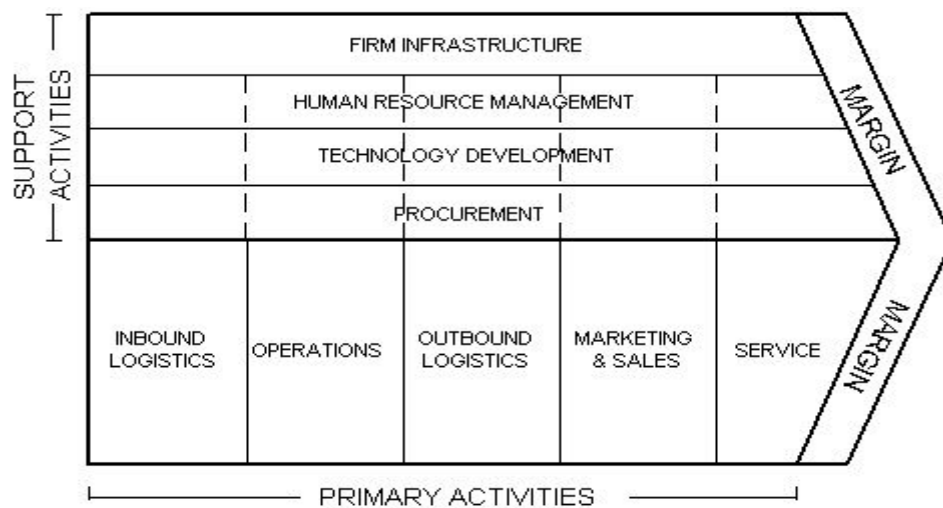 SUPPORT
ACTIVITIES
FIRM INFRASTRUCTURE
HUMAN RESOURCE MANAGEMENT
TECHNOLOGY DEVELOPMENT
PROCUREMENT
MARGIN
INBOUND
LOGISTICS
OPERATIONS
OUTBOUND
LOGISTICS
MARKETING
& SALES
SERVICE
MARGIN
PRIMARY ACTIVITIES